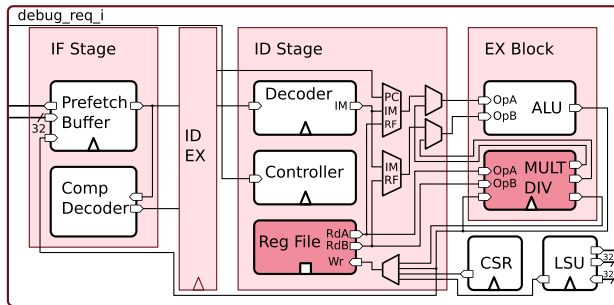 debug_req_i
IF Stage
ID Stage
EX Block
Prefetch
Buffer
32
Comp
Decoder
ID
EX
Decoder
IM
Controller
Reg File
RdA
RdB
Wr
PC
IM
RF
IM
RF
OpA
OpB
ALU
OpA
OpB
MULT
DIV
CSR
LSU
32
32